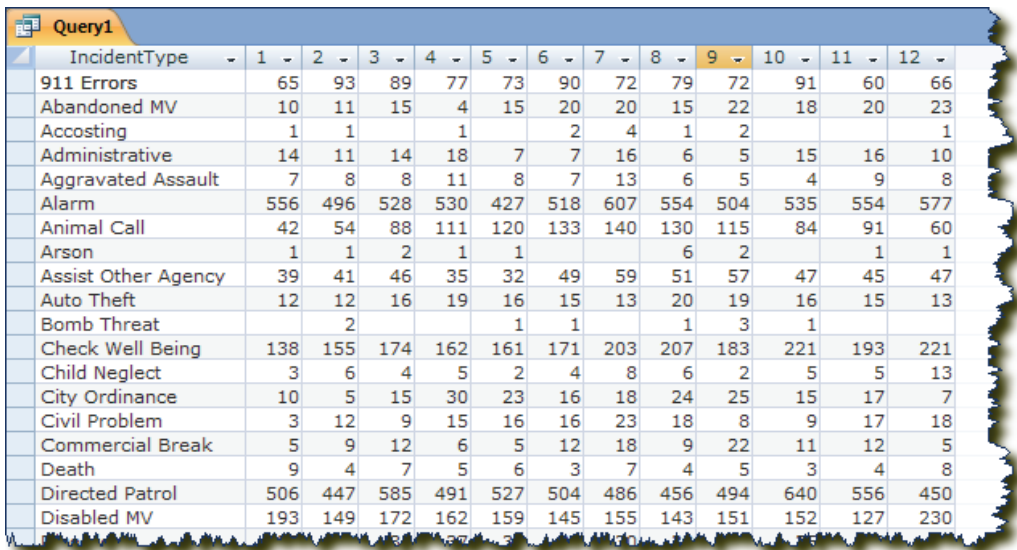 Query1
IncidentType 1 2 3 4 5 6 7 8 9 10 11 12
911 Errors 65 93 89 77 73 90 72 79 72 91 60 66
Abandoned MV 10 11 15 4 15 20 20 15 22 18 20 23
Accosting 1 1 1 2 4 1 2 1
Administrative 14 11 14 18 7 7 16 6 5 15 16 10
Aggravated Assault 7 8 8 11 8 7 13 6 5 4 9 8
Alarm 556 496 528 530 427 518 607 554 504 535 554 577
Animal Call 42 54 88 111 120 133 140 130 115 84 91 60
Arson 1 1 2 1 1 6 2 1 1
Assist Other Agency 39 41 46 35 32 49 59 51 57 47 45 47
Auto Theft 12 12 16 19 16 15 13 20 19 16 15 13
Bomb Threat 2 1 1 1 3 1
Check Well Being 138 155 174 162 161 171 203 207 183 221 193 221
Child Neglect 3 6 4 5 2 4 8 6 2 5 5 13
City Ordinance 10 5 15 30 23 16 18 24 25 15 17 7
Civil Problem 3 12 9 15 16 16 23 18 8 9 17 18
Commercial Break 5 9 12 6 5 12 18 9 22 11 12 5
Death 9 4 7 5 6 3 7 4 5 3 4 8
Directed Patrol 506 447 585 491 527 504 486 456 494 640 556 450
Disabled MV 193 149 172 162 159 145 155 143 151 152 127 230